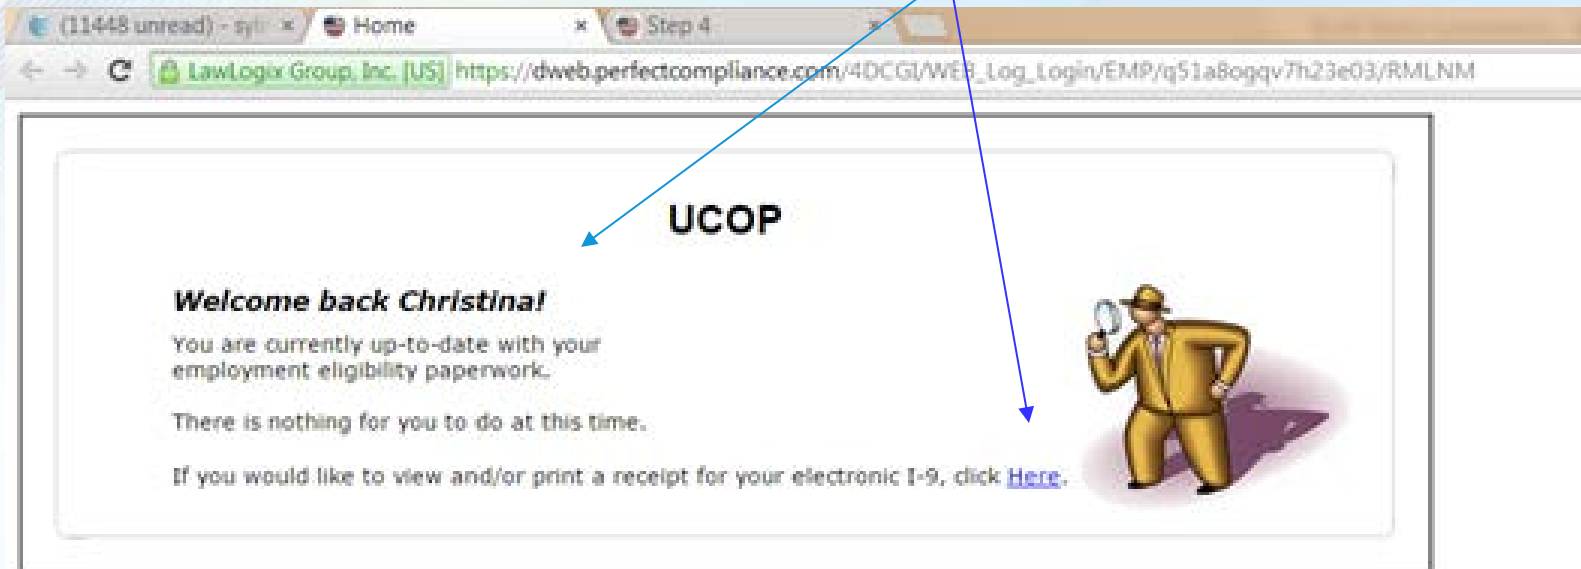 (11448 unread) - sy
Home
Step 4
LawLogix Group, Inc. [US] https://dweb.perfectcompliance.com/4DCGI/WEB_Log_Login/EMP/q51a8ogqv7h23e03/RMLNM
UCOP
Welcome back Christina!
You are currently up-to-date with your
employment eligibility paperwork.
There is nothing for you to do at this time.
If you would like to view and/or print a receipt for your electronic I-9, click Here.